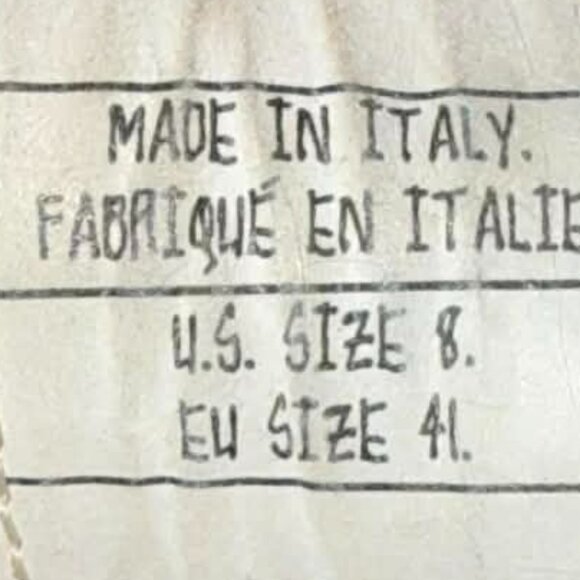 MADE IN ITALY.
FABRIQUÉ EN ITALIE
U.S. SIZE 8.
EU SIZE 41.